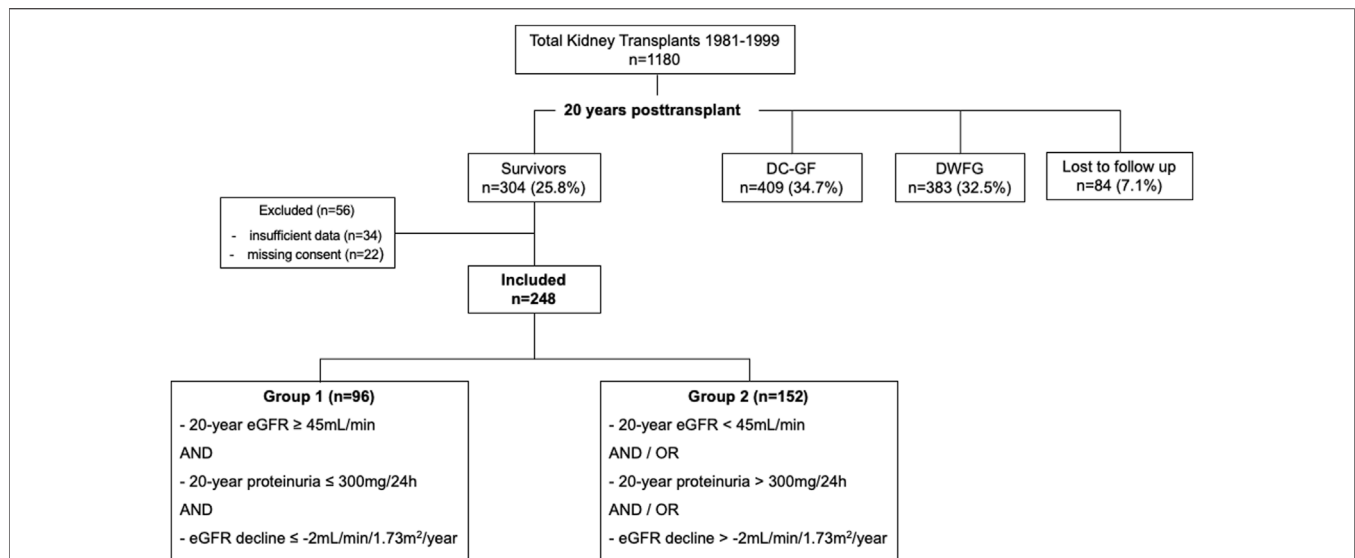 Total Kidney Transplants 1981-1999
n=1180
20 years posttransplant
Survivors
n=304 (25.8%)
DC-GF
n=409 (34.7%)
DWFG
n=383 (32.5%)
Lost to follow up
n=84 (7.1%)
Excluded (n=56)
- insufficient data (n=34)
- missing consent (n=22)
Included
n=248
Group 1 (n=96)
- 20-year eGFR ≥ 45mL/min
AND
- 20-year proteinuria ≤ 300mg/24h
AND
- eGFR decline ≤ -2mL/min/1.73m²/year
Group 2 (n=152)
- 20-year eGFR < 45mL/min
AND / OR
- 20-year proteinuria > 300mg/24h
AND / OR
- eGFR decline > -2mL/min/1.73m²/year